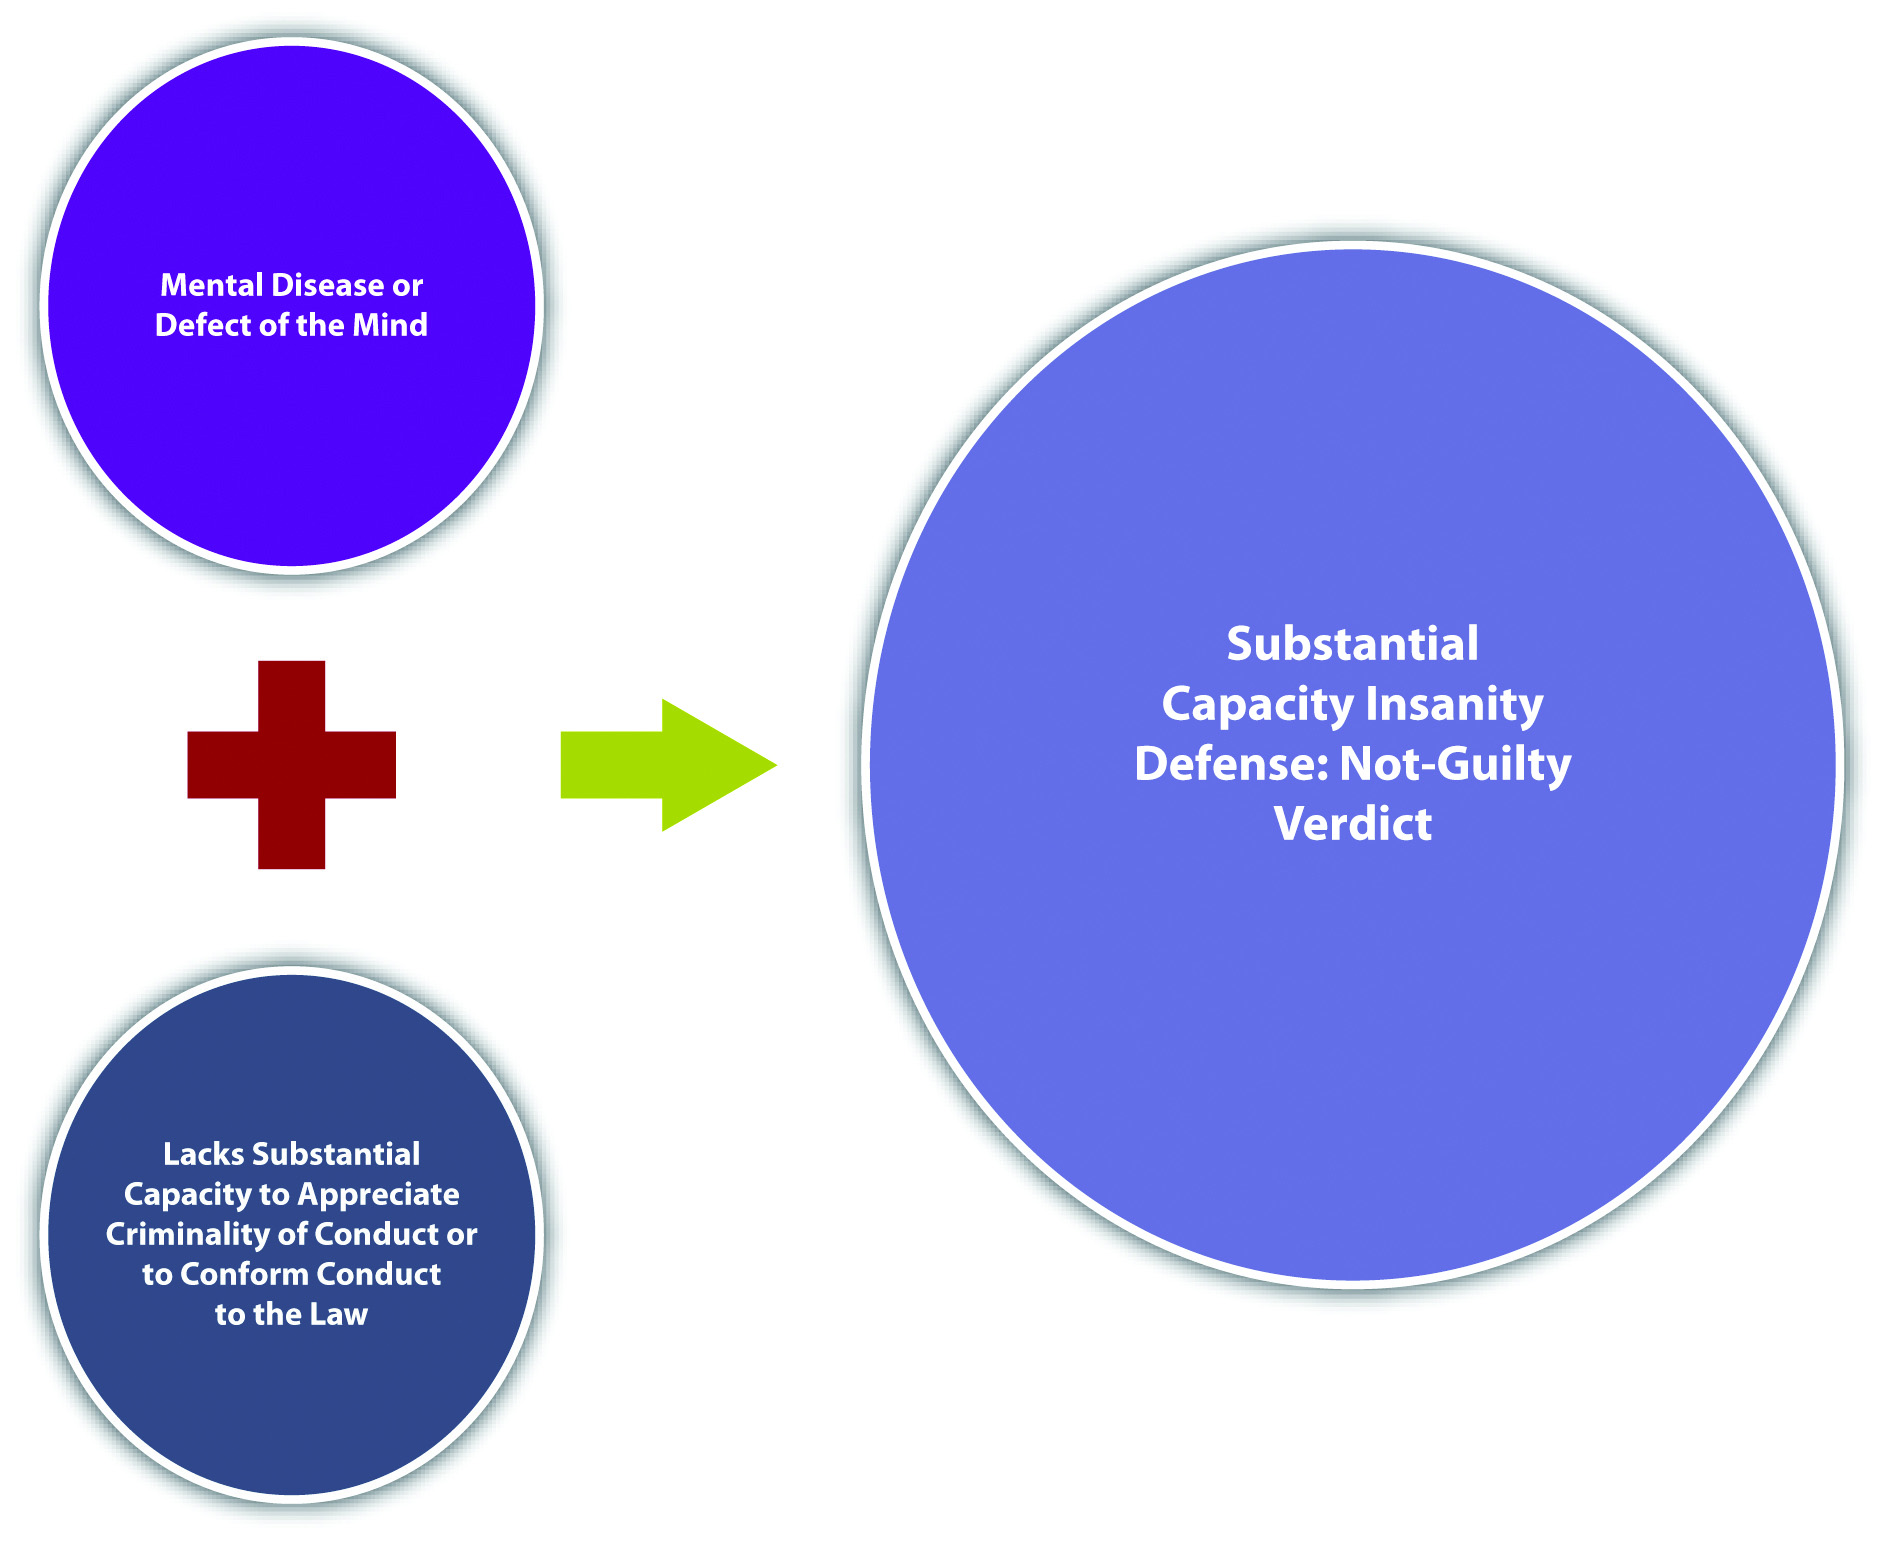 Mental Disease or
Defect of the Mind
Lacks Substantial
Capacity to Appreciate
Criminality of Conduct or
to Conform Conduct
to the Law
Substantial
Capacity Insanity
Defense: Not-Guilty
Verdict